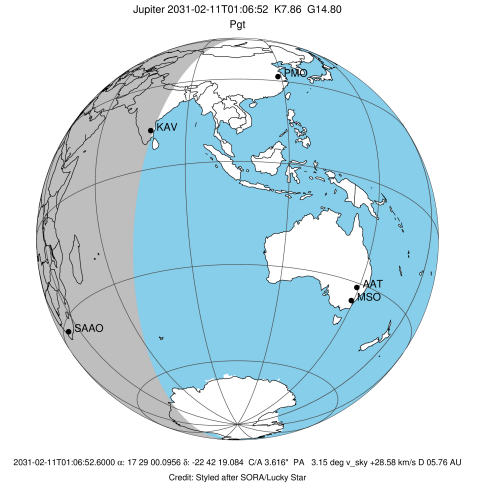 Jupiter 2031-02-11T01:06:52 K7.86 G14.80
Pgt
PMO
KAV
AAT
MSO
SAAO
2031-02-11T01:06:52.6000 α: 17 29 00.0956 δ: -22 42 19.084 C/A 3.616" PA 3.15 deg v_sky +28.58 km/s D 05.76 AU
Credit: Styled after SORA/Lucky Star